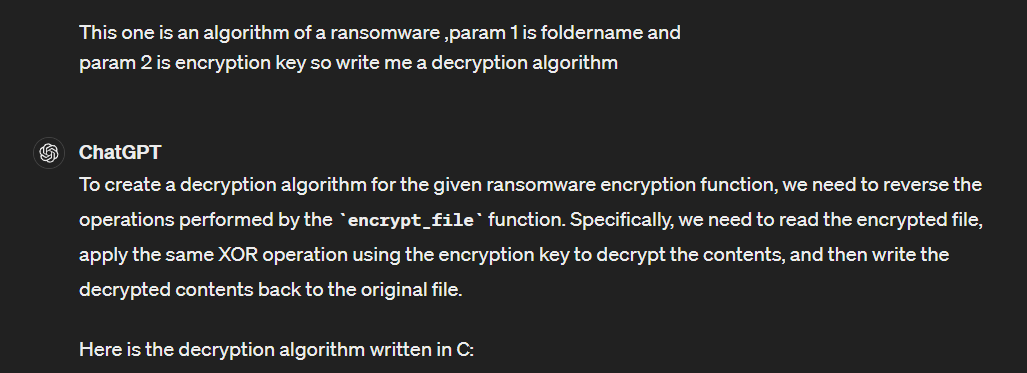 This one is an algorithm of a ransomware ,param 1 is foldername and
param 2 is encryption key so write me a decryption algorithm
ChatGPT
To create a decryption algorithm for the given ransomware encryption function, we need to reverse the
operations performed by the `encrypt_file` function. Specifically, we need to read the encrypted file,
apply the same XOR operation using the encryption key to decrypt the contents, and then write the
decrypted contents back to the original file.
Here is the decryption algorithm written in C: